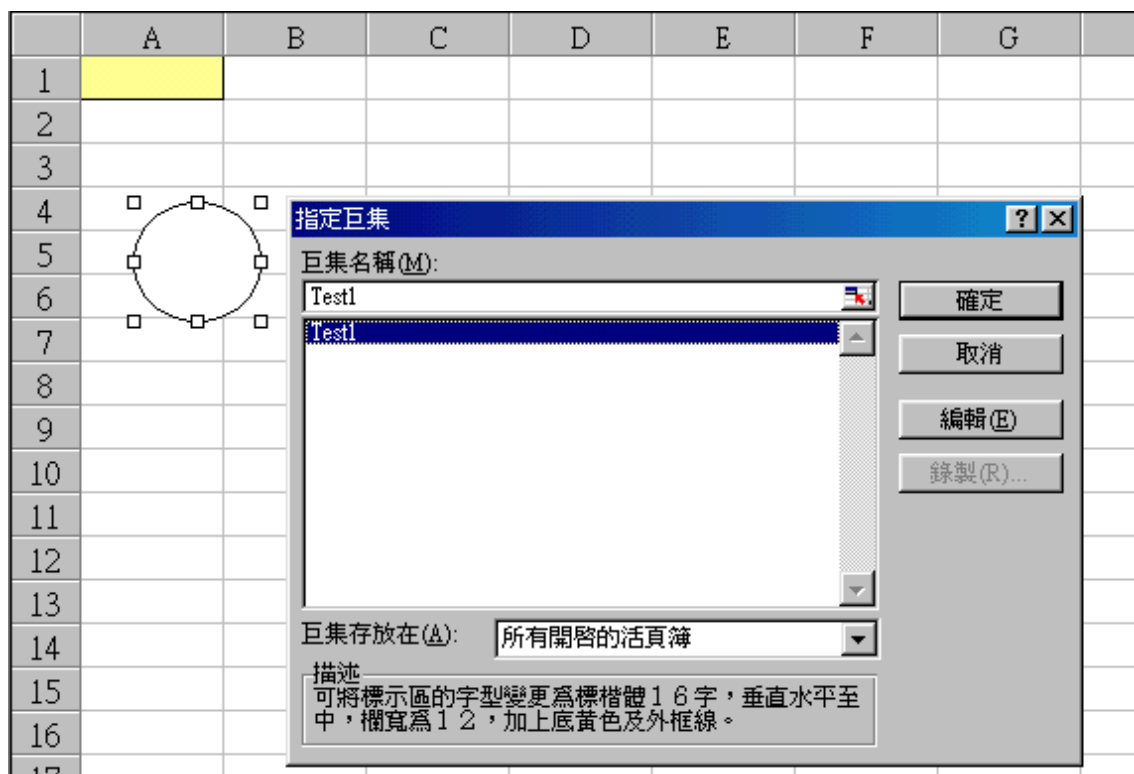 A B C D E F G
1
2
3
4
5
6
7
8
9
10
11
12
13
14
15
16
17
指定巨集
巨集名稱(M):
Test1
Test1
確定
取消
編輯(E)
錄製(R)...
巨集存放在(A):
所有開啓的活頁簿
描述
可將標示區的字型變更爲標楷體16字，垂直水平至
中，欄寬爲12，加上底黃色及外框線。